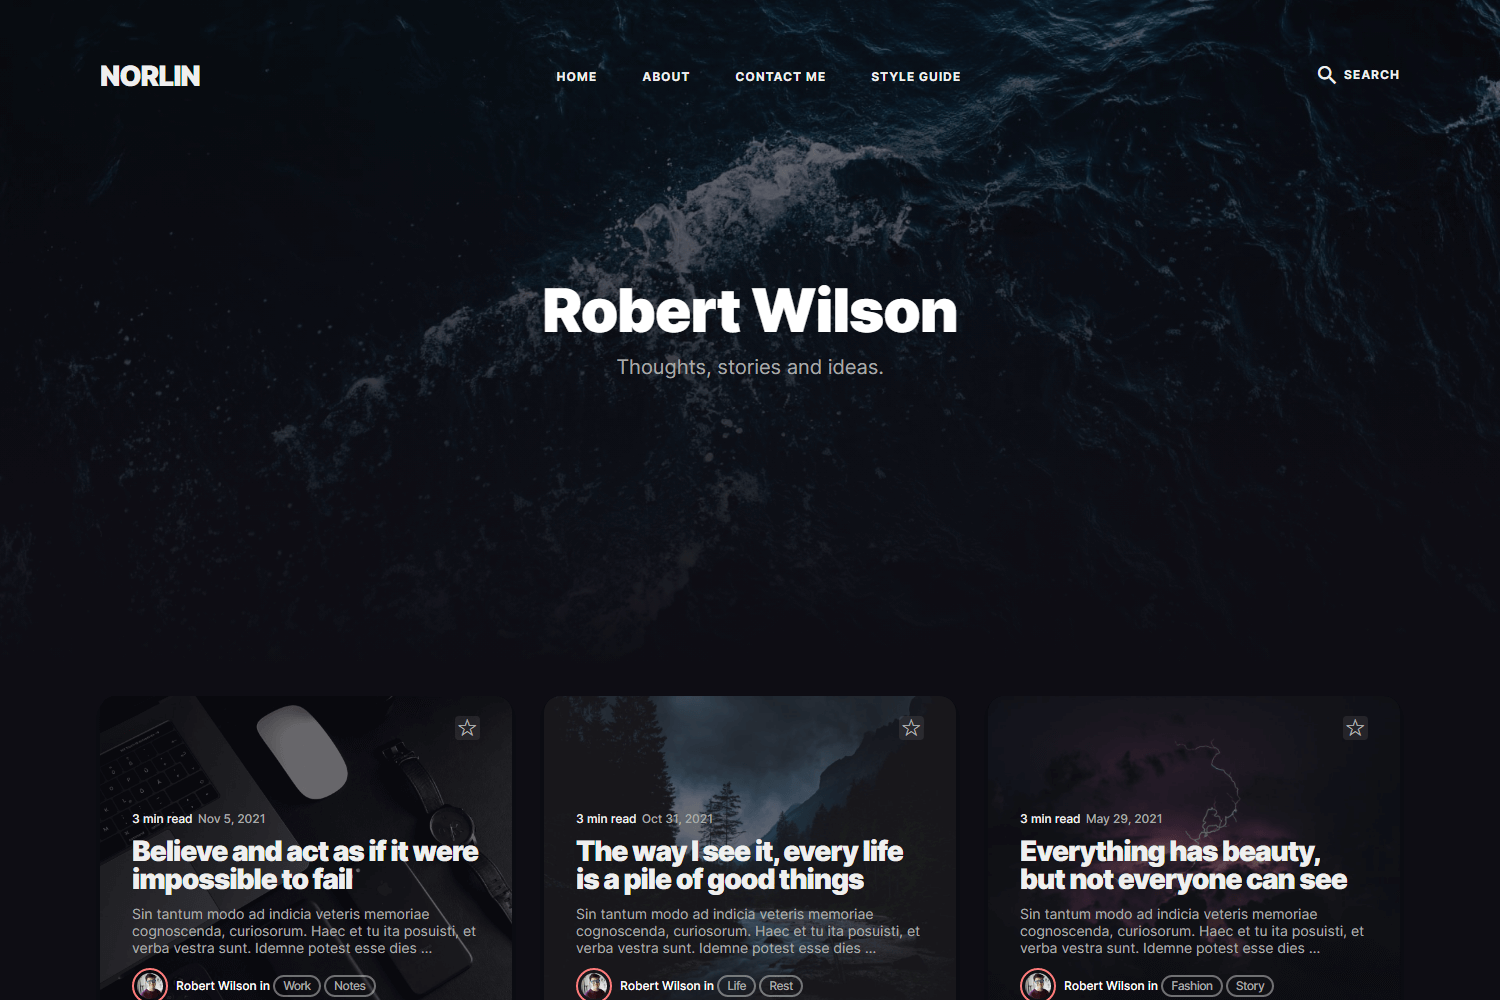 NORLIN
HOME
ABOUT
CONTACT ME
STYLE GUIDE
SEARCH
Robert Wilson
Thoughts, stories and ideas.
3 min read Nov 5, 2021
Believe and act as if it were
impossible to fail
Sin tantum modo ad indicia veteris memoriae
cognoscenda, curiosorum. Haec et tu ita posuisti, et
verba vestra sunt. Idemne potest esse dies ...
Robert Wilson in Work Notes
3 min read Oct 31, 2021
The way I see it, every life
is a pile of good things
Sin tantum modo ad indicia veteris memoriae
cognoscenda, curiosorum. Haec et tu ita posuisti, et
verba vestra sunt. Idemne potest esse dies ...
Robert Wilson in Life Rest
3 min read May 29, 2021
Everything has beauty,
but not everyone can see
Sin tantum modo ad indicia veteris memoriae
cognoscenda, curiosorum. Haec et tu ita posuisti, et
verba vestra sunt. Idemne potest esse dies ...
Robert Wilson in Fashion Story